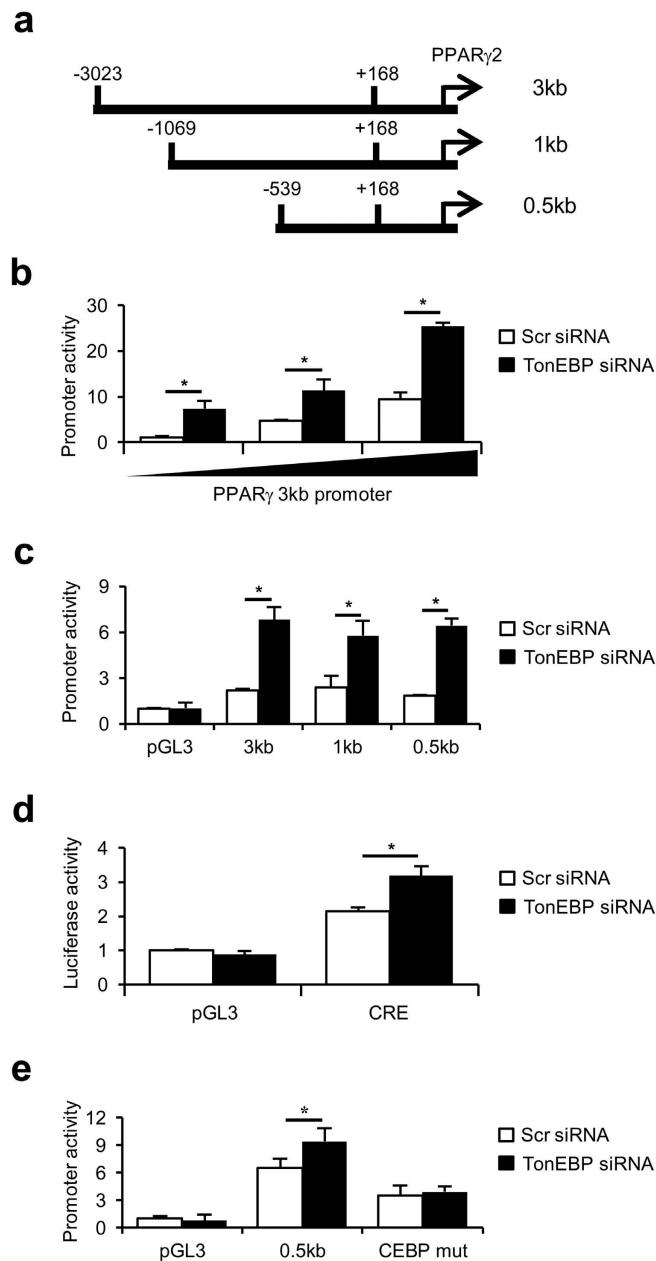 a
PPARγ2
-3023
+168
3kb
-1069
+168
1kb
-539
+168
0.5kb
b
30
20
10
0
Promoter activity
*
*
*
Scr siRNA
TonEBP siRNA
PPARγ 3kb promoter
c
9
6
3
0
Promoter activity
*
*
*
Scr siRNA
TonEBP siRNA
pGL3 3kb 1kb 0.5kb
d
4
3
2
1
0
Luciferase activity
*
Scr siRNA
TonEBP siRNA
pGL3 CRE
e
12
9
6
3
0
Promoter activity
*
Scr siRNA
TonEBP siRNA
pGL3 0.5kb CEBP mut